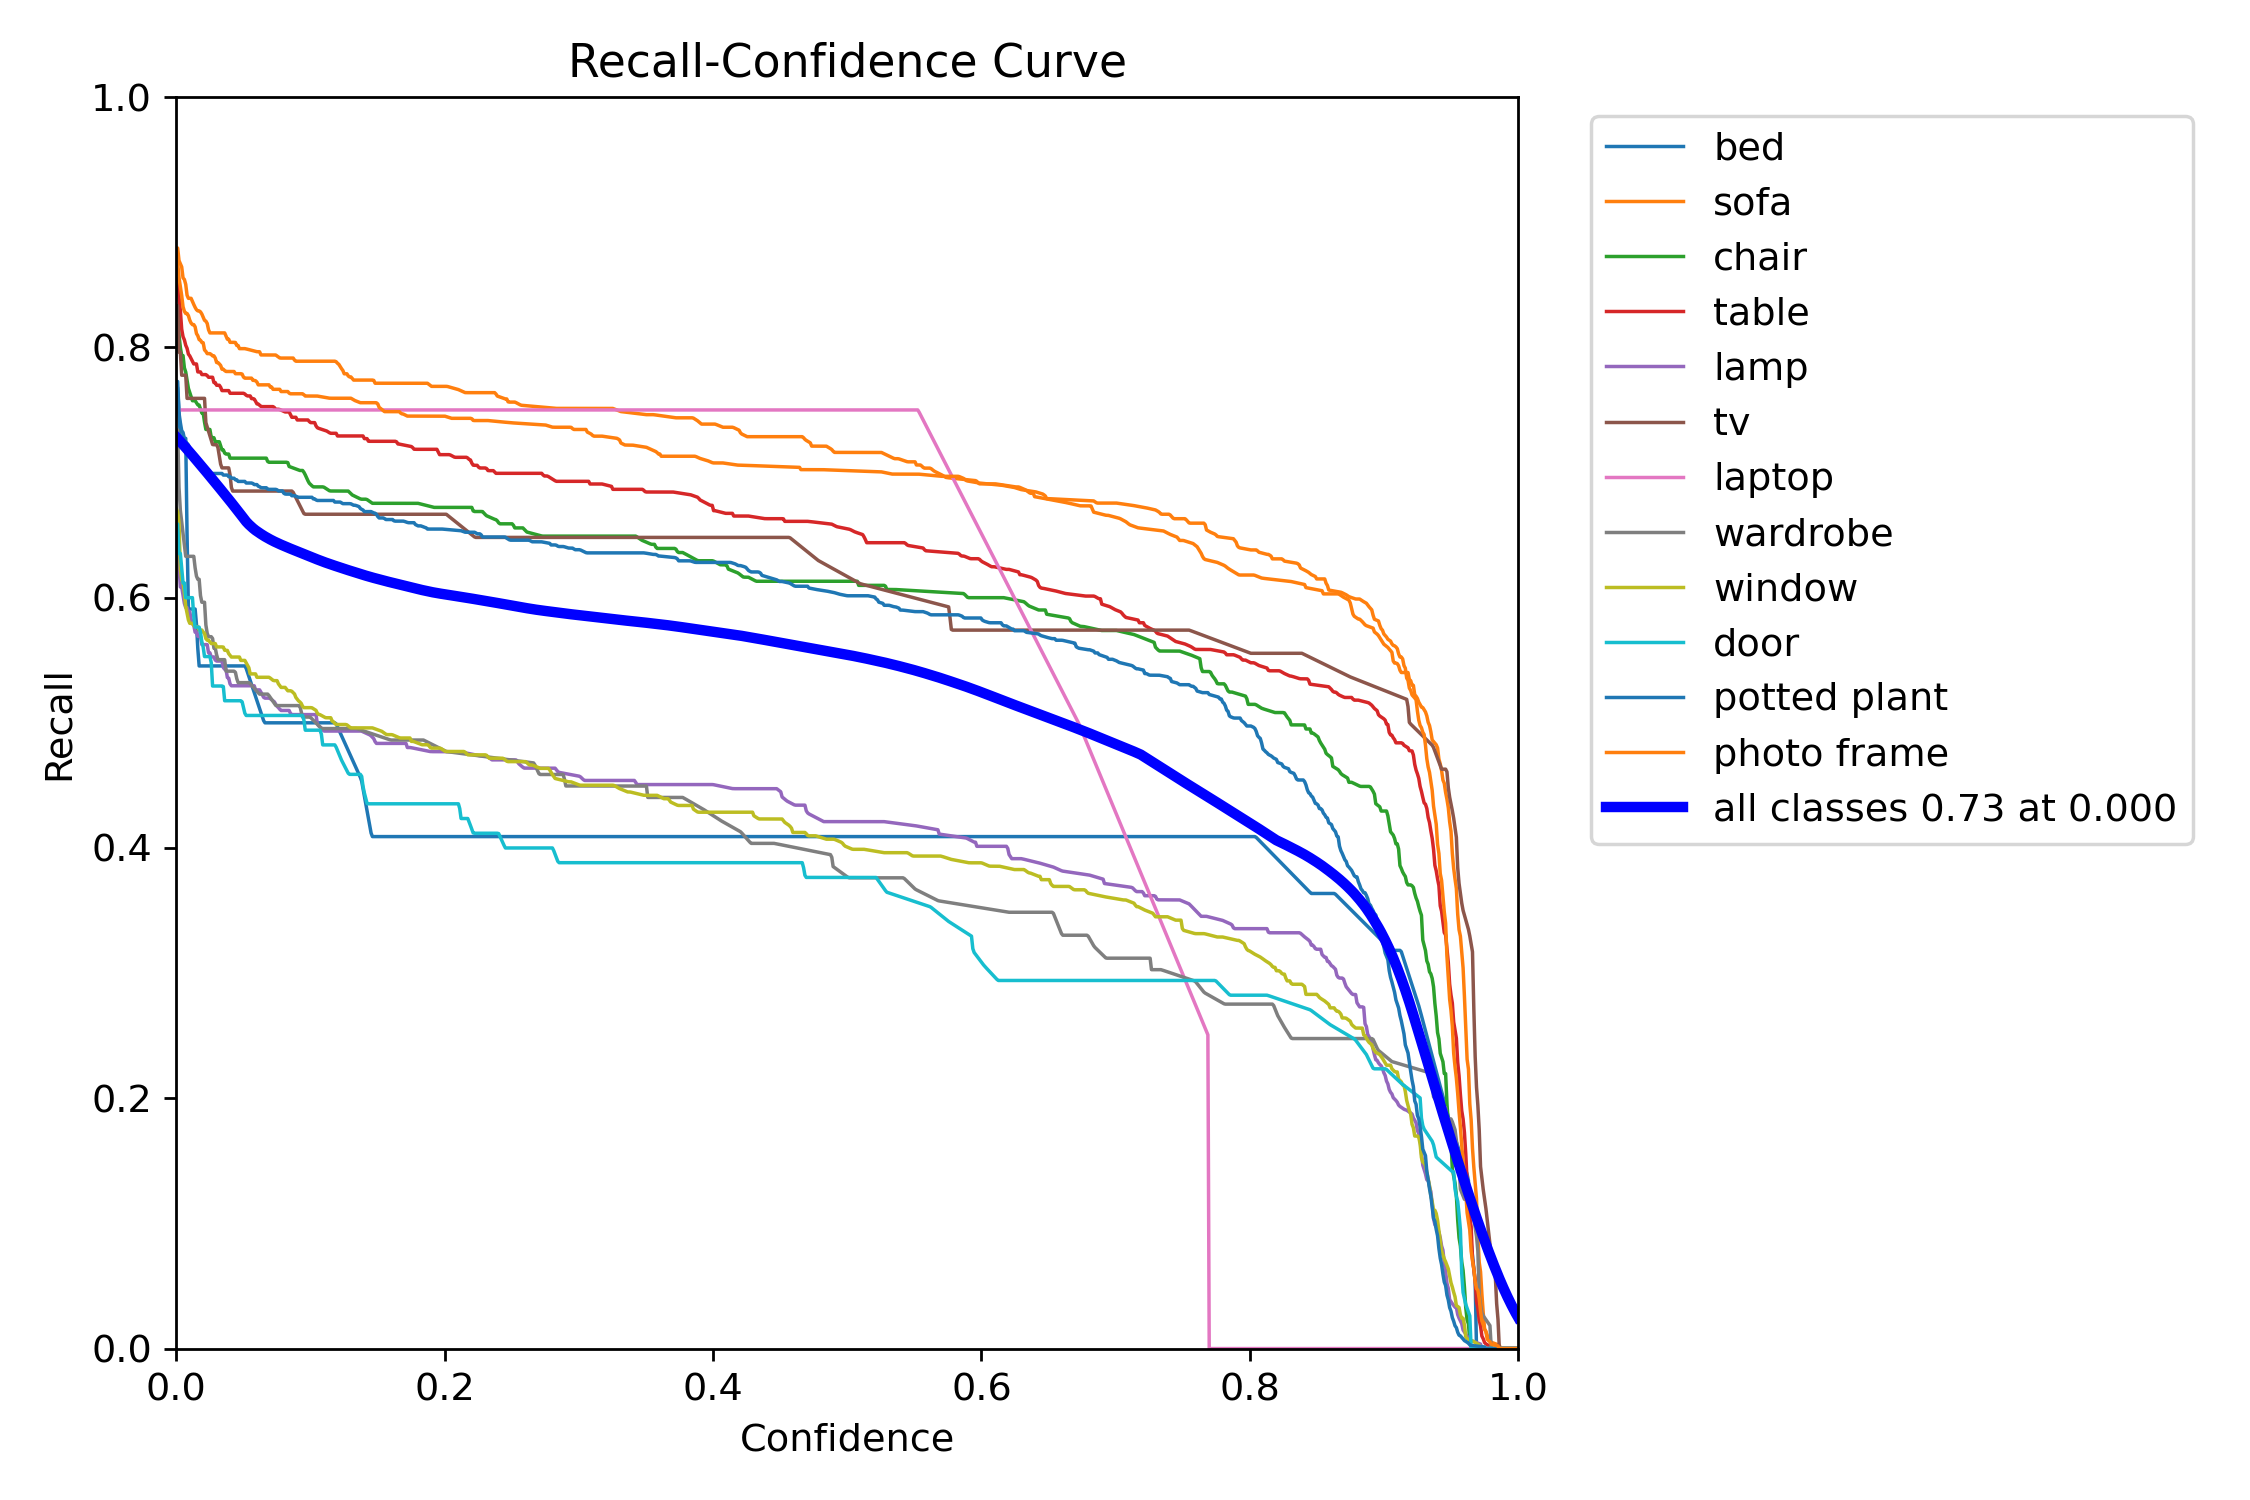 Recall-Confidence Curve
1.0
0.8
0.6
0.4
0.2
0.0
Recall
0.0 0.2 0.4 0.6 0.8 1.0
Confidence
bed
sofa
chair
table
lamp
tv
laptop
wardrobe
window
door
potted plant
photo frame
all classes 0.73 at 0.000